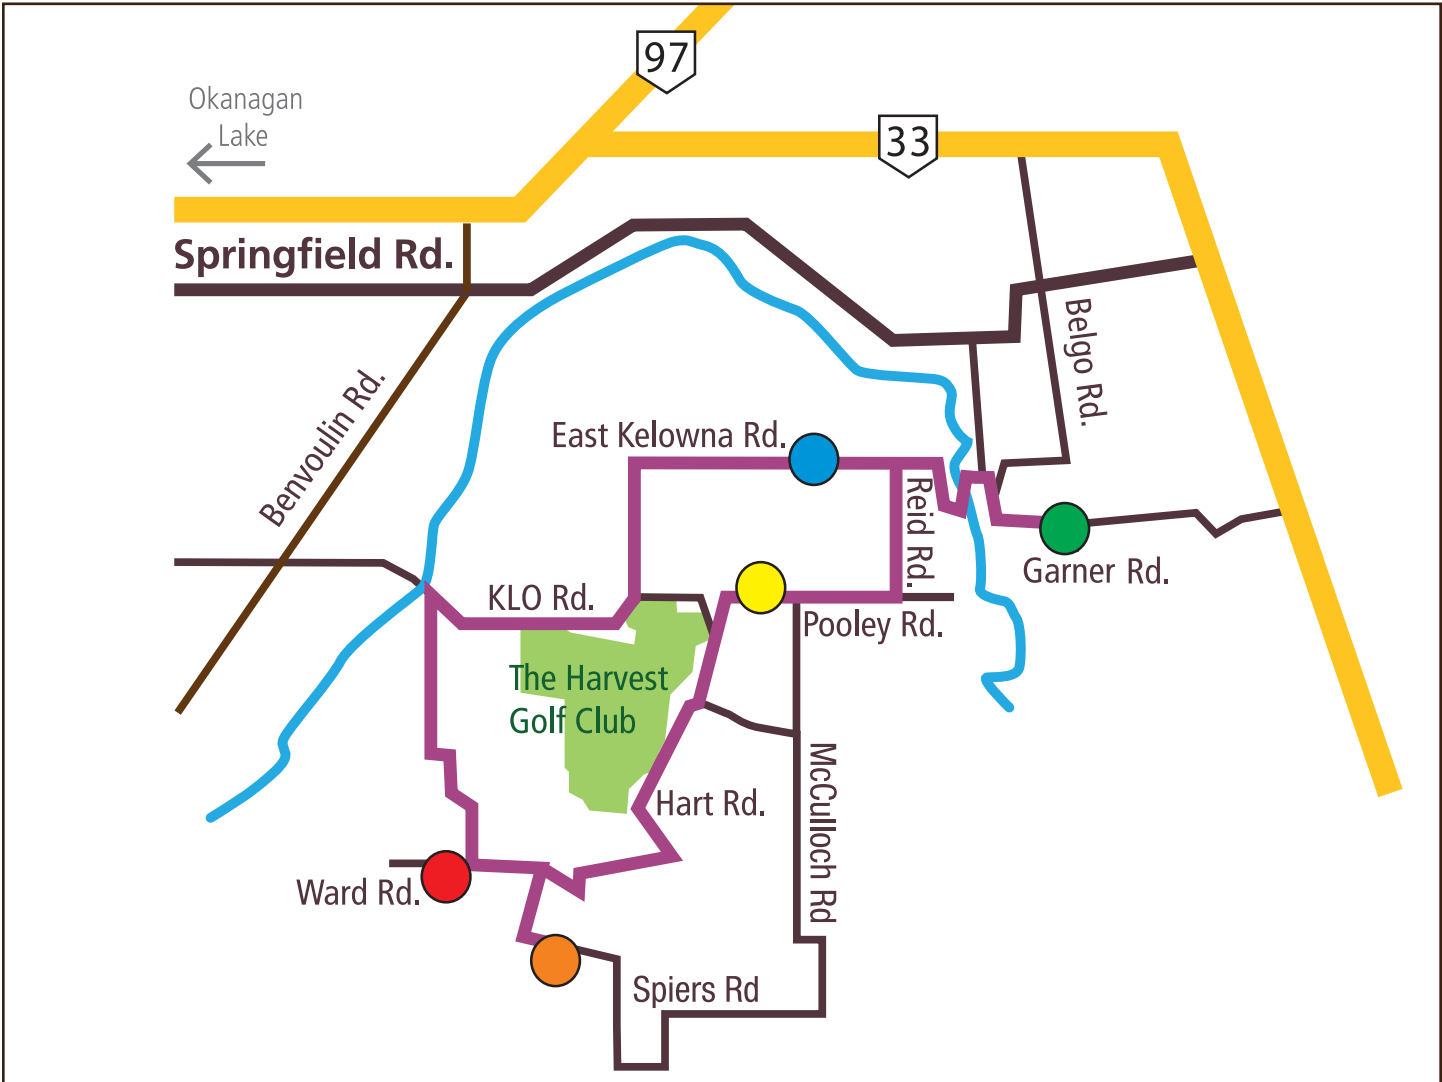 97
Okanagan
Lake
33
Springfield Rd.
Belgo Rd.
Benvoulin Rd.
East Kelowna Rd.
Reid Rd.
Garner Rd.
KLO Rd.
Pooley Rd.
The Harvest
Golf Club
McCulloch Rd
Hart Rd.
Ward Rd.
Spiers Rd